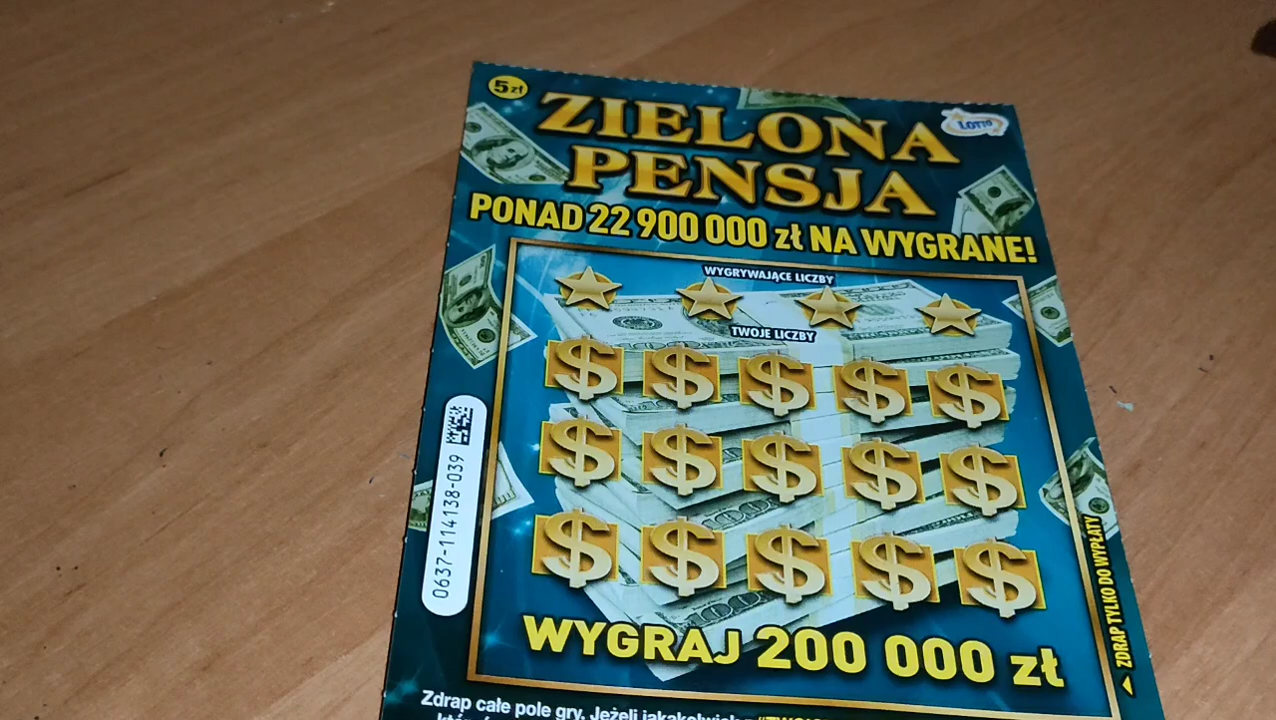 5 zł
ZIELONA
LOTTO
PENSJA
PONAD 22 900 000 zł NA WYGRANE!
WYGRYWAJĄCE LICZBY
TWOJE LICZBY
$ $ $ $ $
$ $ $ $ $
$ $ $ $ $
0637-114138-039
ZDRAP TYLKO DO WYPŁATY
WYGRAJ 200 000 zł
Zdrap całe pole gry. Jeżeli jakakolwiek z